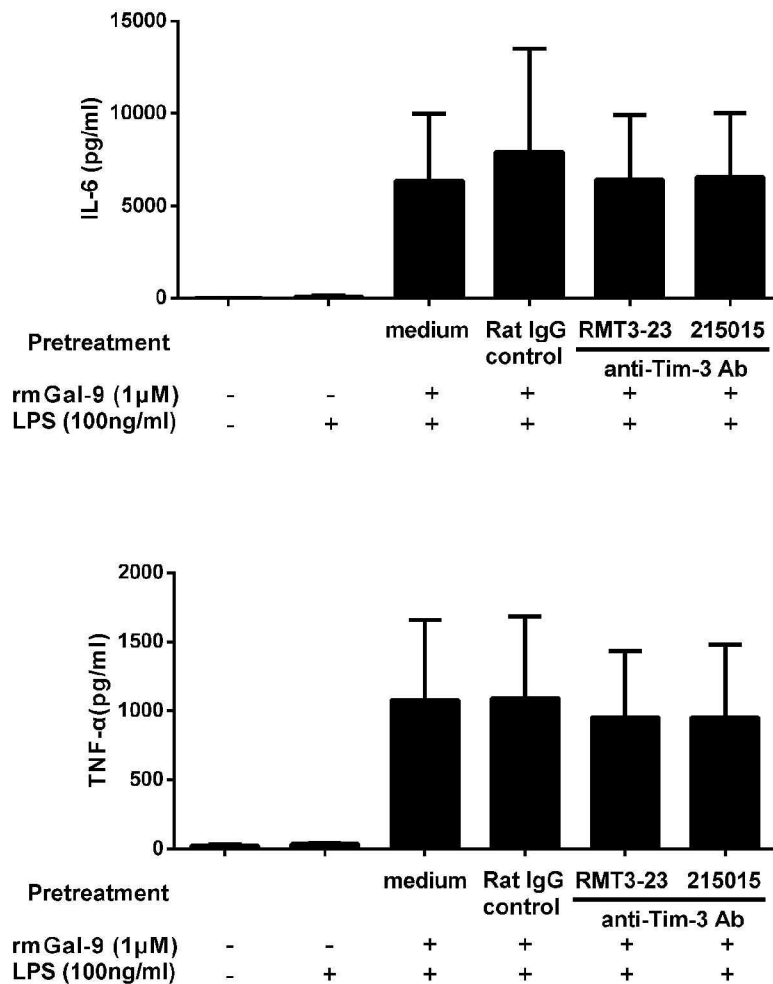 15000
10000
5000
0
IL-6 (pg/ml)
Pretreatment
medium Rat IgG control RMT3-23 215015
anti-Tim-3 Ab
rmGal-9 (1μM) - - + + + +
LPS (100ng/ml) - + + + + +
2000
1500
1000
500
0
TNF-α(pg/ml)
Pretreatment
medium Rat IgG control RMT3-23 215015
anti-Tim-3 Ab
rmGal-9 (1μM) - - + + + +
LPS (100ng/ml) - + + + + +